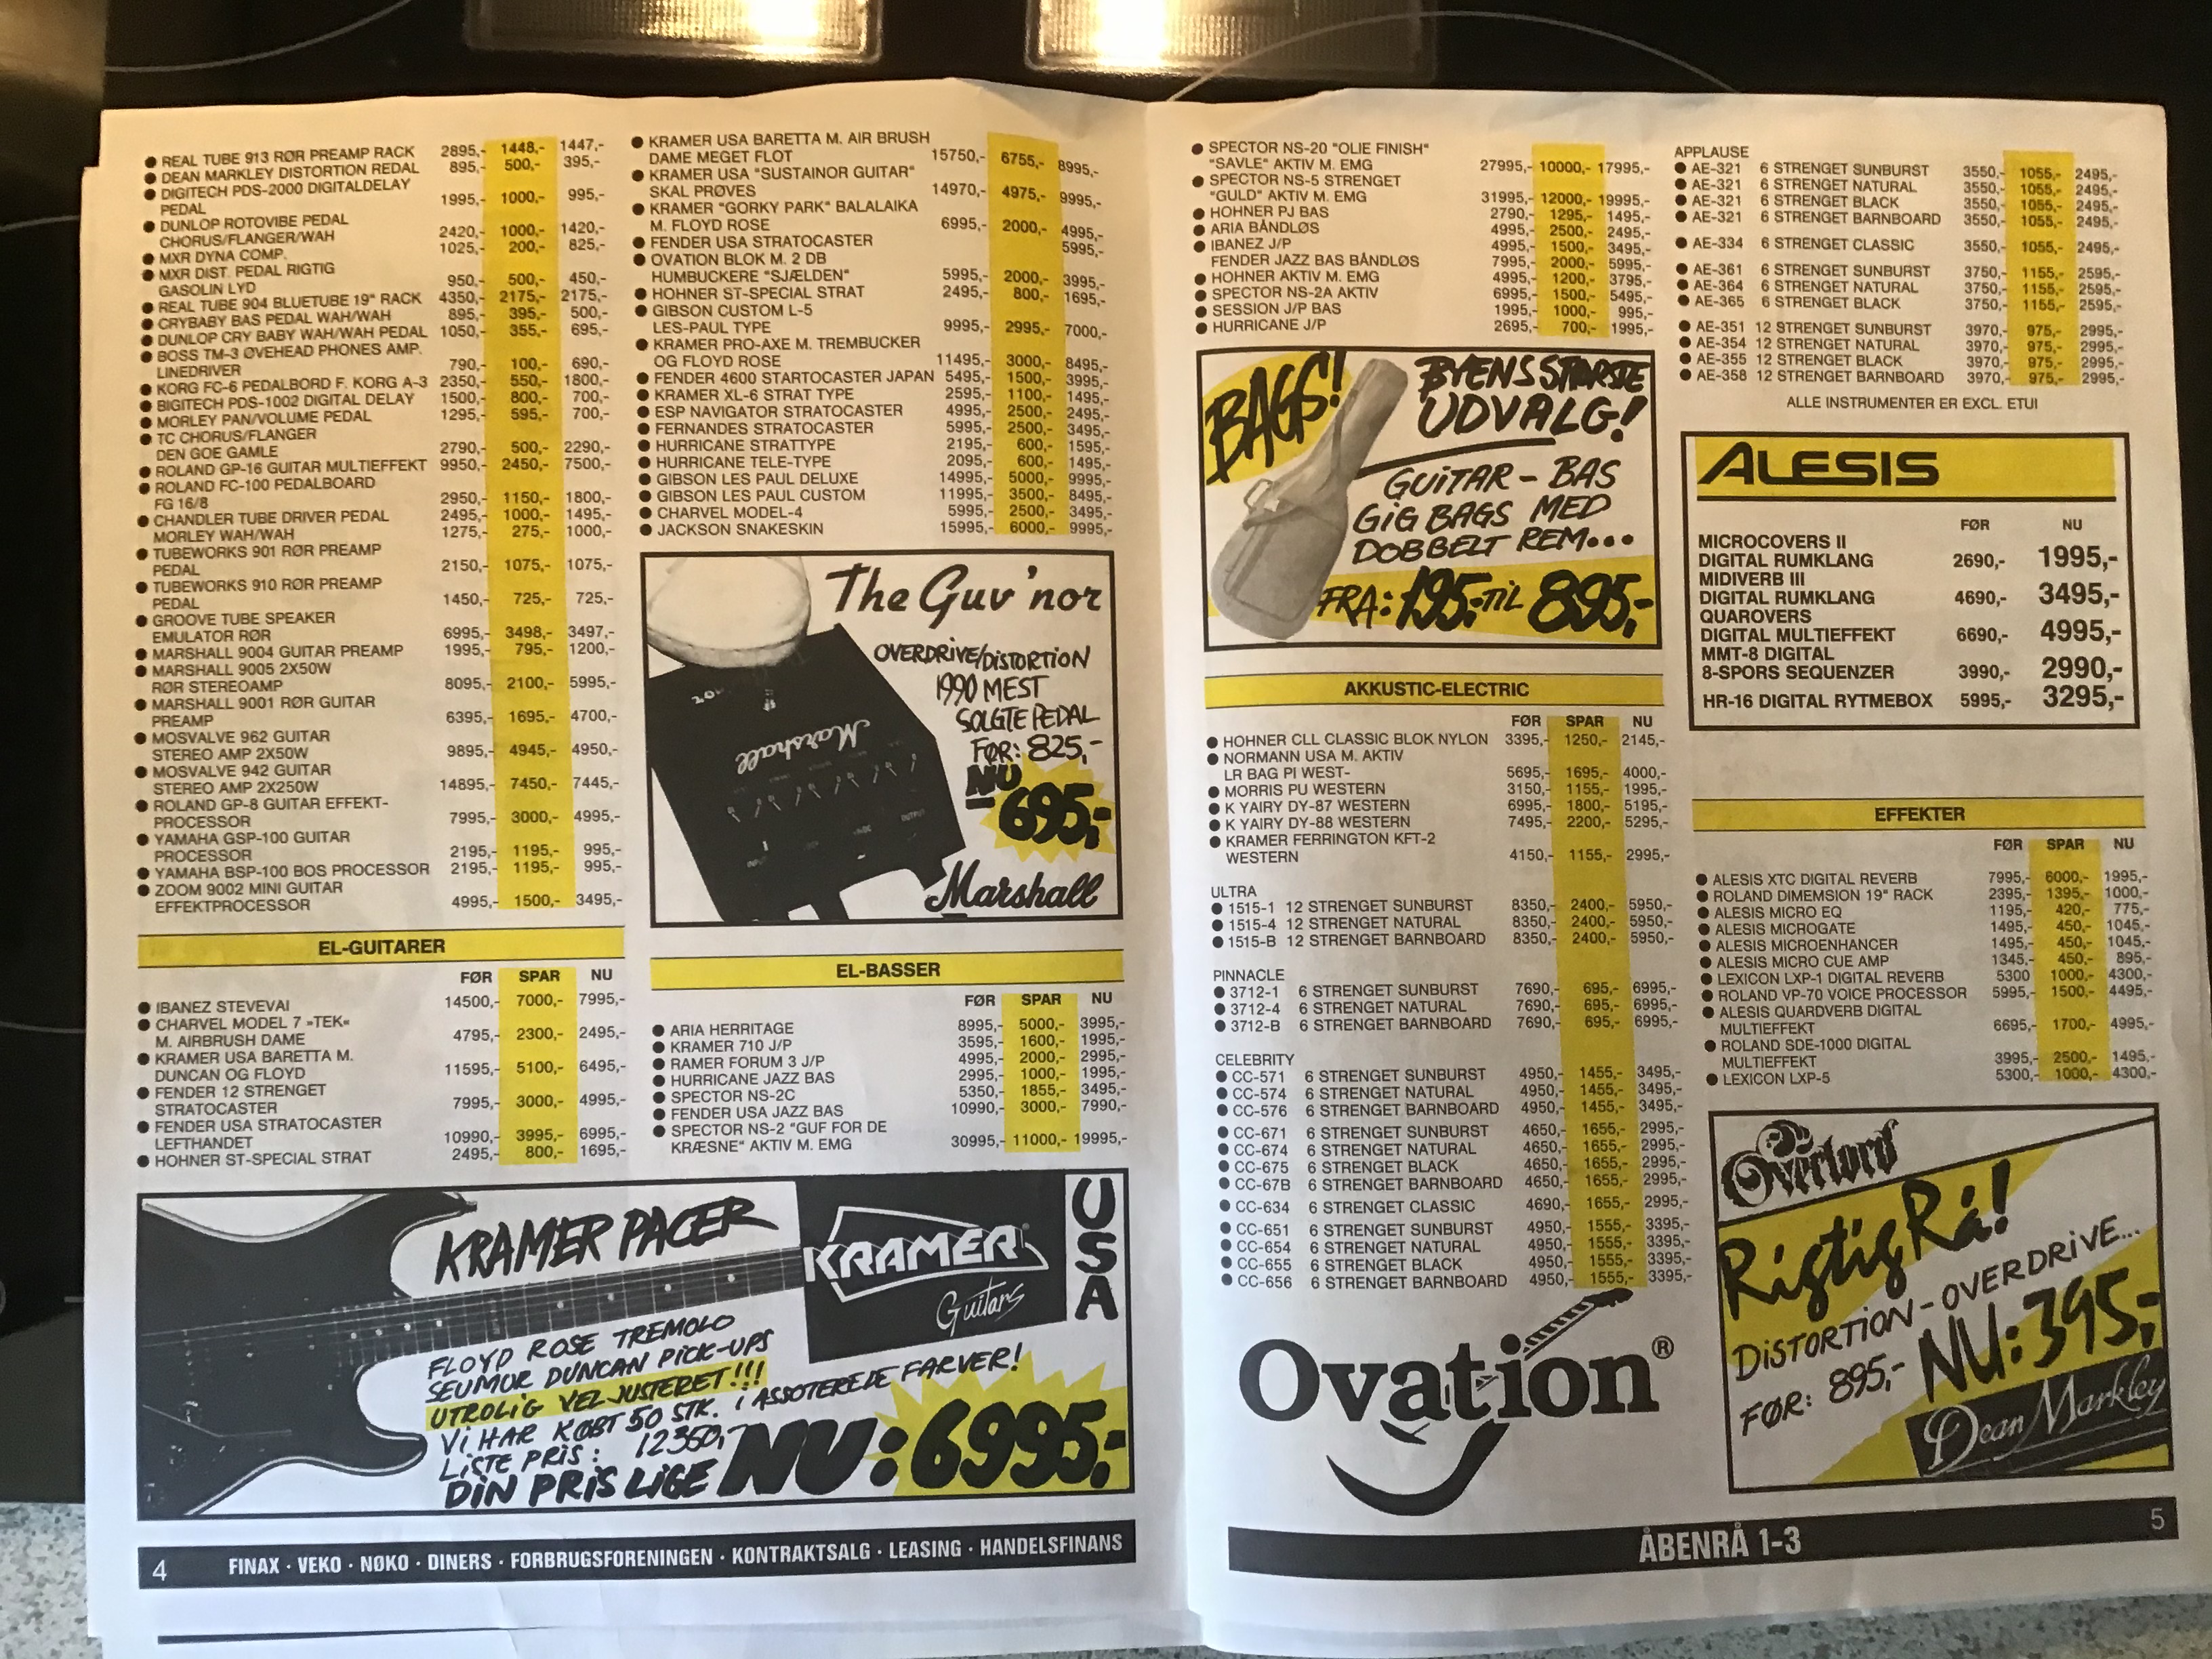 ● REAL TUBE 913 RØR PREAMP RACK 2895,- 1448,- 1447,-
● DEAN MARKLEY DISTORTION REDAL 895,- 500,- 395,-
● DIGITECH PDS-2000 DIGITALDELAY
PEDAL 1995,- 1000,- 995,-
● DUNLOP ROTOVIBE PEDAL
CHORUS/FLANGER/WAH 2420,- 1000,- 1420,-
● MXR DYNA COMP. 1025,- 200,- 825,-
● MXR DIST. PEDAL RIGTIG
GASOLIN LYD 950,- 500,- 450,-
● REAL TUBE 904 BLUETUBE 19" RACK 4350,- 2175,- 2175,-
● CRYBABY BAS PEDAL WAH/WAH 895,- 395,- 500,-
● DUNLOP CRY BABY WAH/WAH PEDAL 1050,- 355,- 695,-
● BOSS TM-3 ØVEHEAD PHONES AMP.
LINEDRIVER 790,- 100,- 690,-
● KORG FC-6 PEDALBORD F. KORG A-3 2350,- 550,- 1800,-
● BIGITECH PDS-1002 DIGITAL DELAY 1500,- 800,- 700,-
● MORLEY PAN/VOLUME PEDAL 1295,- 595,- 700,-
● TC CHORUS/FLANGER
DEN GOE GAMLE 2790,- 500,- 2290,-
● ROLAND GP-16 GUITAR MULTIEFFEKT 9950,- 2450,- 7500,-
● ROLAND FC-100 PEDALBOARD
FG 16/8 2950,- 1150,- 1800,-
● CHANDLER TUBE DRIVER PEDAL 2495,- 1000,- 1495,-
MORLEY WAH/WAH 1275,- 275,- 1000,-
● TUBEWORKS 901 RØR PREAMP
PEDAL 2150,- 1075,- 1075,-
● TUBEWORKS 910 RØR PREAMP
PEDAL 1450,- 725,- 725,-
● GROOVE TUBE SPEAKER
EMULATOR RØR 6995,- 3498,- 3497,-
● MARSHALL 9004 GUITAR PREAMP 1995,- 795,- 1200,-
● MARSHALL 9005 2X50W
RØR STEREOAMP 8095,- 2100,- 5995,-
● MARSHALL 9001 RØR GUITAR
PREAMP 6395,- 1695,- 4700,-
● MOSVALVE 962 GUITAR
STEREO AMP 2X50W 9895,- 4945,- 4950,-
● MOSVALVE 942 GUITAR
STEREO AMP 2X250W 14895,- 7450,- 7445,-
● ROLAND GP-8 GUITAR EFFEKT-
PROCESSOR 7995,- 3000,- 4995,-
● YAMAHA GSP-100 GUITAR
PROCESSOR 2195,- 1195,- 995,-
● YAMAHA BSP-100 BOS PROCESSOR 2195,- 1195,- 995,-
● ZOOM 9002 MINI GUITAR
EFFEKTPROCESSOR 4995,- 1500,- 3495,-
EL-GUITARER
FØR SPAR NU
● IBANEZ STEVEVAI 14500,- 7000,- 7995,-
● CHARVEL MODEL 7 »TEK«
M. AIRBRUSH DAME 4795,- 2300,- 2495,-
● KRAMER USA BARETTA M.
DUNCAN OG FLOYD 11595,- 5100,- 6495,-
● FENDER 12 STRENGET
STRATOCASTER 7995,- 3000,- 4995,-
● FENDER USA STRATOCASTER
LEFTHANDET 10990,- 3995,- 6995,-
● HOHNER ST-SPECIAL STRAT 2495,- 800,- 1695,-
● KRAMER USA BARETTA M. AIR BRUSH
DAME MEGET FLOT 15750,- 6755,- 8995,-
● KRAMER USA "SUSTAINOR GUITAR"
SKAL PRØVES 14970,- 4975,- 9995,-
● KRAMER "GORKY PARK" BALALAIKA
M. FLOYD ROSE 6995,- 2000,- 4995,-
● FENDER USA STRATOCASTER 5995,-
● OVATION BLOK M. 2 DB
HUMBUCKERE "SJÆLDEN" 5995,- 2000,- 3995,-
● HOHNER ST-SPECIAL STRAT 2495,- 800,- 1695,-
● GIBSON CUSTOM L-5
LES-PAUL TYPE 9995,- 2995,- 7000,-
● KRAMER PRO-AXE M. TREMBUCKER
OG FLOYD ROSE 11495,- 3000,- 8495,-
● FENDER 4600 STARTOCASTER JAPAN 5495,- 1500,- 3995,-
● KRAMER XL-6 STRAT TYPE 2595,- 1100,- 1495,-
● ESP NAVIGATOR STRATOCASTER 4995,- 2500,- 2495,-
● FERNANDES STRATOCASTER 5995,- 2500,- 3495,-
● HURRICANE STRATTYPE 2195,- 600,- 1595,-
● HURRICANE TELE-TYPE 2095,- 600,- 1495,-
● GIBSON LES PAUL DELUXE 14995,- 5000,- 9995,-
● GIBSON LES PAUL CUSTOM 11995,- 3500,- 8495,-
● CHARVEL MODEL-4 5995,- 2500,- 3495,-
● JACKSON SNAKESKIN 15995,- 6000,- 9995,-
The Guv'nor
OVERDRIVE/DISTORTION
1990 MEST
SOLGTE PEDAL
FØR: 825,-
NU
695,-
Marshall
Marshall
EL-BASSER
FØR SPAR NU
● ARIA HERRITAGE 8995,- 5000,- 3995,-
● KRAMER 710 J/P 3595,- 1600,- 1995,-
● RAMER FORUM 3 J/P 4995,- 2000,- 2995,-
● HURRICANE JAZZ BAS 2995,- 1000,- 1995,-
● SPECTOR NS-2C 5350,- 1855,- 3495,-
● FENDER USA JAZZ BAS 10990,- 3000,- 7990,-
● SPECTOR NS-2 "GUF FOR DE
KRÆSNE" AKTIV M. EMG 30995,- 11000,- 19995,-
KRAMER PACER
KRAMER
Guitars
USA
FLOYD ROSE TREMOLO
SEUMOR DUNCAN PICK-UPS
UTROLIG VEL JUSTERET!!!
VI HAR KØBT 50 STK. I ASSOTEREDE FARVER!
LISTE PRIS: 12350,-
DIN PRIS LIGE NU: 6995,-
4 FINAX · VEKO · NØKO · DINERS · FORBRUGSFORENINGEN · KONTRAKTSALG · LEASING · HANDELSFINANS
● SPECTOR NS-20 "OLIE FINISH"
"SAVLE" AKTIV M. EMG 27995,- 10000,- 17995,-
● SPECTOR NS-5 STRENGET
"GULD" AKTIV M. EMG 31995,- 12000,- 19995,-
● HOHNER PJ BAS 2790,- 1295,- 1495,-
● ARIA BÅNDLØS 4995,- 2500,- 2495,-
● IBANEZ J/P 4995,- 1500,- 3495,-
FENDER JAZZ BAS BÅNDLØS 7995,- 2000,- 5995,-
● HOHNER AKTIV M. EMG 4995,- 1200,- 3795,-
● SPECTOR NS-2A AKTIV 6995,- 1500,- 5495,-
● SESSION J/P BAS 1995,- 1000,- 995,-
● HURRICANE J/P 2695,- 700,- 1995,-
BAGS!
BYENS STØRSTE
UDVALG!
GUITAR - BAS
GIG BAGS MED
DOBBELT REM...
FRA: 195,- TIL 895,-
AKKUSTIC-ELECTRIC
FØR SPAR NU
● HOHNER CLL CLASSIC BLOK NYLON 3395,- 1250,- 2145,-
● NORMANN USA M. AKTIV
LR BAG PI WEST- 5695,- 1695,- 4000,-
● MORRIS PU WESTERN 3150,- 1155,- 1995,-
● K YAIRY DY-87 WESTERN 6995,- 1800,- 5195,-
● K YAIRY DY-88 WESTERN 7495,- 2200,- 5295,-
● KRAMER FERRINGTON KFT-2
WESTERN 4150,- 1155,- 2995,-
ULTRA
● 1515-1 12 STRENGET SUNBURST 8350,- 2400,- 5950,-
● 1515-4 12 STRENGET NATURAL 8350,- 2400,- 5950,-
● 1515-B 12 STRENGET BARNBOARD 8350,- 2400,- 5950,-
PINNACLE
● 3712-1 6 STRENGET SUNBURST 7690,- 695,- 6995,-
● 3712-4 6 STRENGET NATURAL 7690,- 695,- 6995,-
● 3712-B 6 STRENGET BARNBOARD 7690,- 695,- 6995,-
CELEBRITY
● CC-571 6 STRENGET SUNBURST 4950,- 1455,- 3495,-
● CC-574 6 STRENGET NATURAL 4950,- 1455,- 3495,-
● CC-576 6 STRENGET BARNBOARD 4950,- 1455,- 3495,-
● CC-671 6 STRENGET SUNBURST 4650,- 1655,- 2995,-
● CC-674 6 STRENGET NATURAL 4650,- 1655,- 2995,-
● CC-675 6 STRENGET BLACK 4650,- 1655,- 2995,-
● CC-67B 6 STRENGET BARNBOARD 4650,- 1655,- 2995,-
● CC-634 6 STRENGET CLASSIC 4690,- 1655,- 2995,-
● CC-651 6 STRENGET SUNBURST 4950,- 1555,- 3395,-
● CC-654 6 STRENGET NATURAL 4950,- 1555,- 3395,-
● CC-655 6 STRENGET BLACK 4950,- 1555,- 3395,-
● CC-656 6 STRENGET BARNBOARD 4950,- 1555,- 3395,-
Ovation®
APPLAUSE
● AE-321 6 STRENGET SUNBURST 3550,- 1055,- 2495,-
● AE-321 6 STRENGET NATURAL 3550,- 1055,- 2495,-
● AE-321 6 STRENGET BLACK 3550,- 1055,- 2495,-
● AE-321 6 STRENGET BARNBOARD 3550,- 1055,- 2495,-
● AE-334 6 STRENGET CLASSIC 3550,- 1055,- 2495,-
● AE-361 6 STRENGET SUNBURST 3750,- 1155,- 2595,-
● AE-364 6 STRENGET NATURAL 3750,- 1155,- 2595,-
● AE-365 6 STRENGET BLACK 3750,- 1155,- 2595,-
● AE-351 12 STRENGET SUNBURST 3970,- 975,- 2995,-
● AE-354 12 STRENGET NATURAL 3970,- 975,- 2995,-
● AE-355 12 STRENGET BLACK 3970,- 975,- 2995,-
● AE-358 12 STRENGET BARNBOARD 3970,- 975,- 2995,-
ALLE INSTRUMENTER ER EXCL. ETUI
ALESIS
FØR NU
MICROCOVERS II
DIGITAL RUMKLANG 2690,- 1995,-
MIDIVERB III
DIGITAL RUMKLANG 4690,- 3495,-
QUAROVERS
DIGITAL MULTIEFFEKT 6690,- 4995,-
MMT-8 DIGITAL
8-SPORS SEQUENZER 3990,- 2990,-
HR-16 DIGITAL RYTMEBOX 5995,- 3295,-
EFFEKTER
FØR SPAR NU
● ALESIS XTC DIGITAL REVERB 7995,- 6000,- 1995,-
● ROLAND DIMEMSION 19" RACK 2395,- 1395,- 1000,-
● ALESIS MICRO EQ 1195,- 420,- 775,-
● ALESIS MICROGATE 1495,- 450,- 1045,-
● ALESIS MICROENHANCER 1495,- 450,- 1045,-
● ALESIS MICRO CUE AMP 1345,- 450,- 895,-
● LEXICON LXP-1 DIGITAL REVERB 5300 1000,- 4300,-
● ROLAND VP-70 VOICE PROCESSOR 5995,- 1500,- 4495,-
● ALESIS QUARDVERB DIGITAL
MULTIEFFEKT 6695,- 1700,- 4995,-
● ROLAND SDE-1000 DIGITAL
MULTIEFFEKT 3995,- 2500,- 1495,-
● LEXICON LXP-5 5300,- 1000,- 4300,-
Overlord
Rigtig Rå!
DISTORTION-OVERDRIVE...
FØR: 895,- NU: 395,-
Dean Markley
ÅBENRÅ 1-3 5